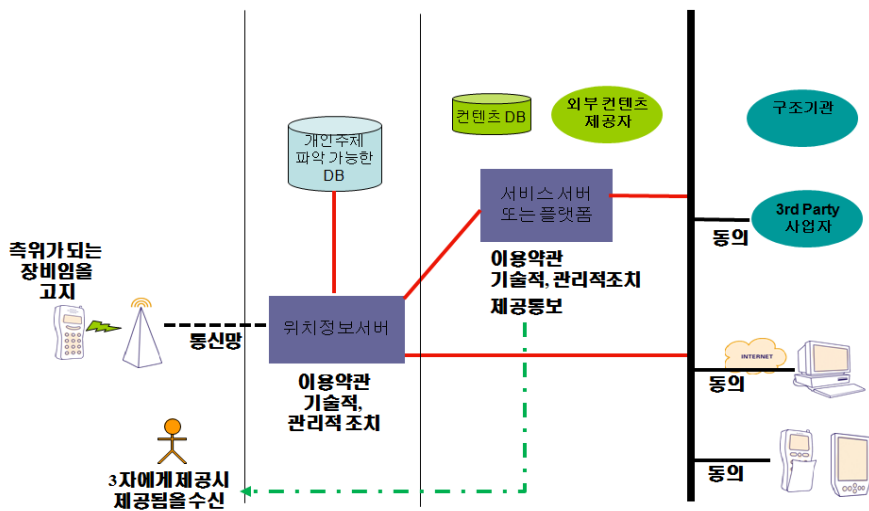 컨텐츠 DB
외부 컨텐츠
제공자
구조기관
개인주체
파악 가능한
DB
서비스 서버
또는 플랫폼
3rd Party
사업자
동의
측위가 되는
장비임을
고지
이용약관
기술적, 관리적조치
제공통보
위치정보서버
통신망
INTERNET
동의
이용약관
기술적,
관리적 조치
3자에게 제공시
제공됨을 수신
동의